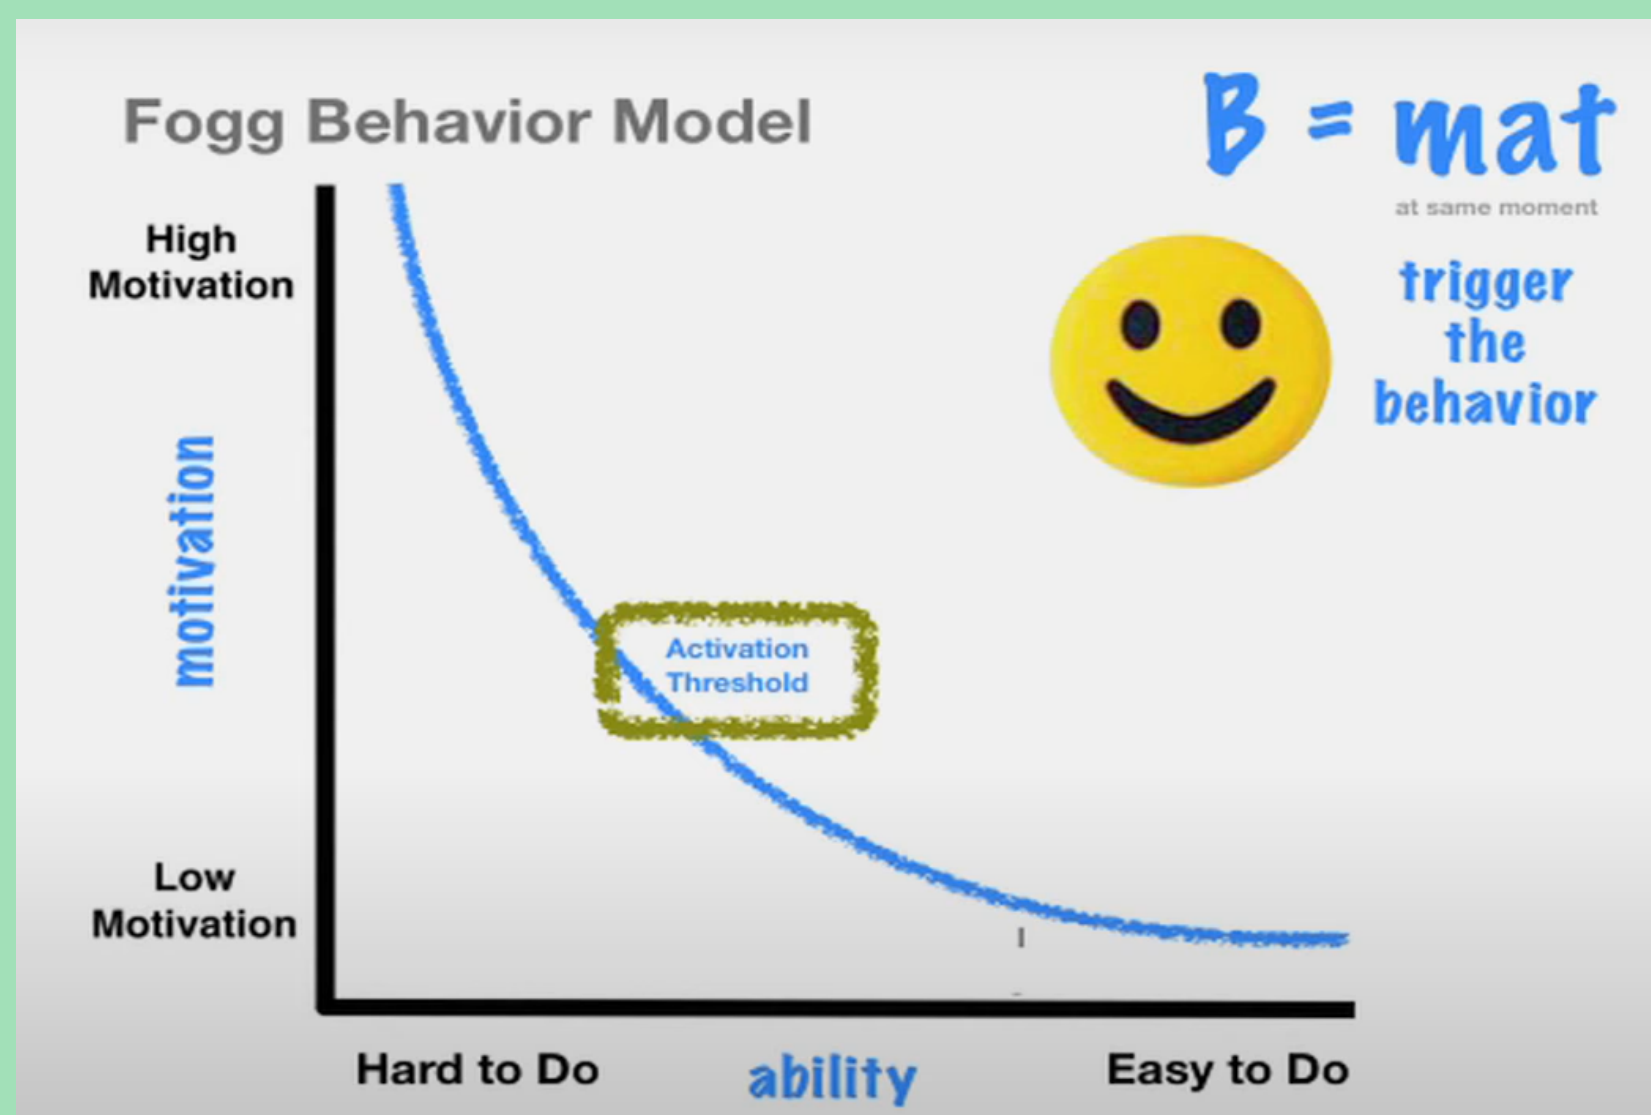 Fogg Behavior Model
B = mat
at same moment
trigger
the
behavior
High
Motivation
motivation
Activation
Threshold
Low
Motivation
Hard to Do
ability
Easy to Do